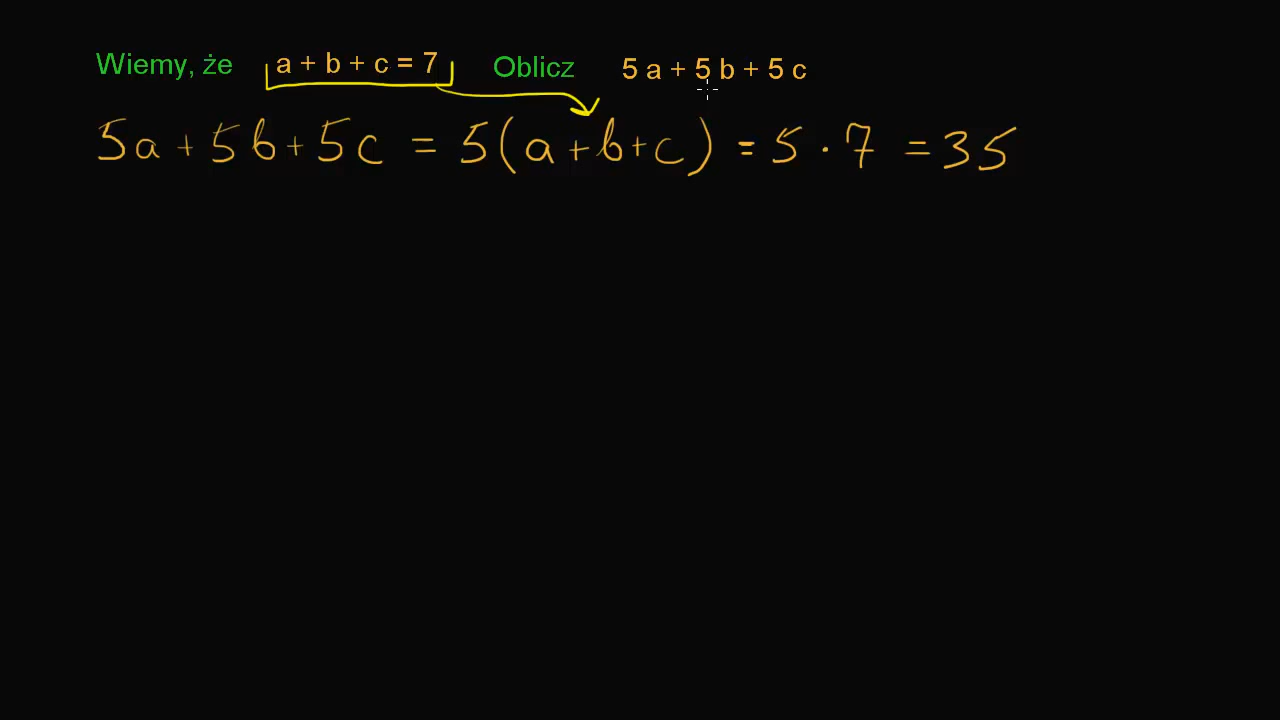 Wiemy, że a + b + c = 7 Oblicz 5 a + 5 b + 5 c
5a + 5b + 5c = 5(a+b+c) = 5 · 7 = 35